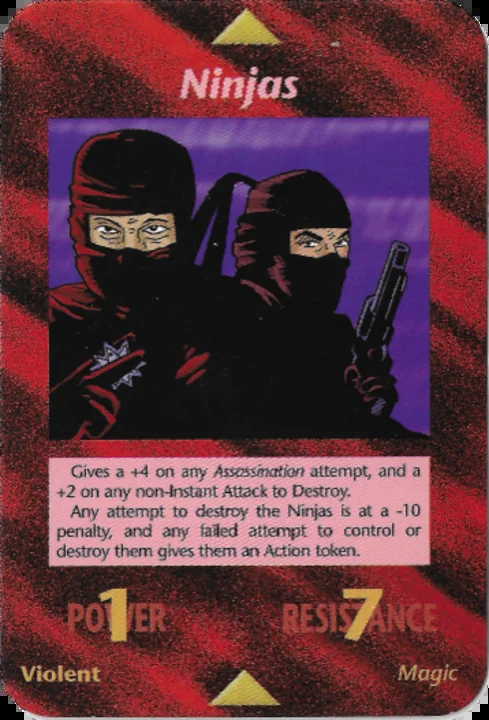 Ninjas
Gives a +4 on any Assassination attempt, and a
+2 on any non-Instant Attack to Destroy.
Any attempt to destroy the Ninjas is at a -10
penalty, and any failed attempt to control or
destroy them gives them an Action token.
POWER 1 RESISTANCE 7
Violent Magic